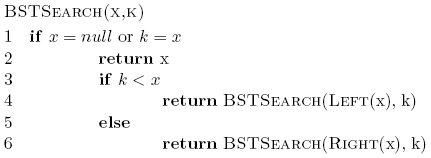 BSTSEARCH(X,K)
1 if x = null or k = x
2 return x
3 if k < x
4 return BSTSEARCH(LEFT(x), k)
5 else
6 return BSTSEARCH(RIGHT(x), k)